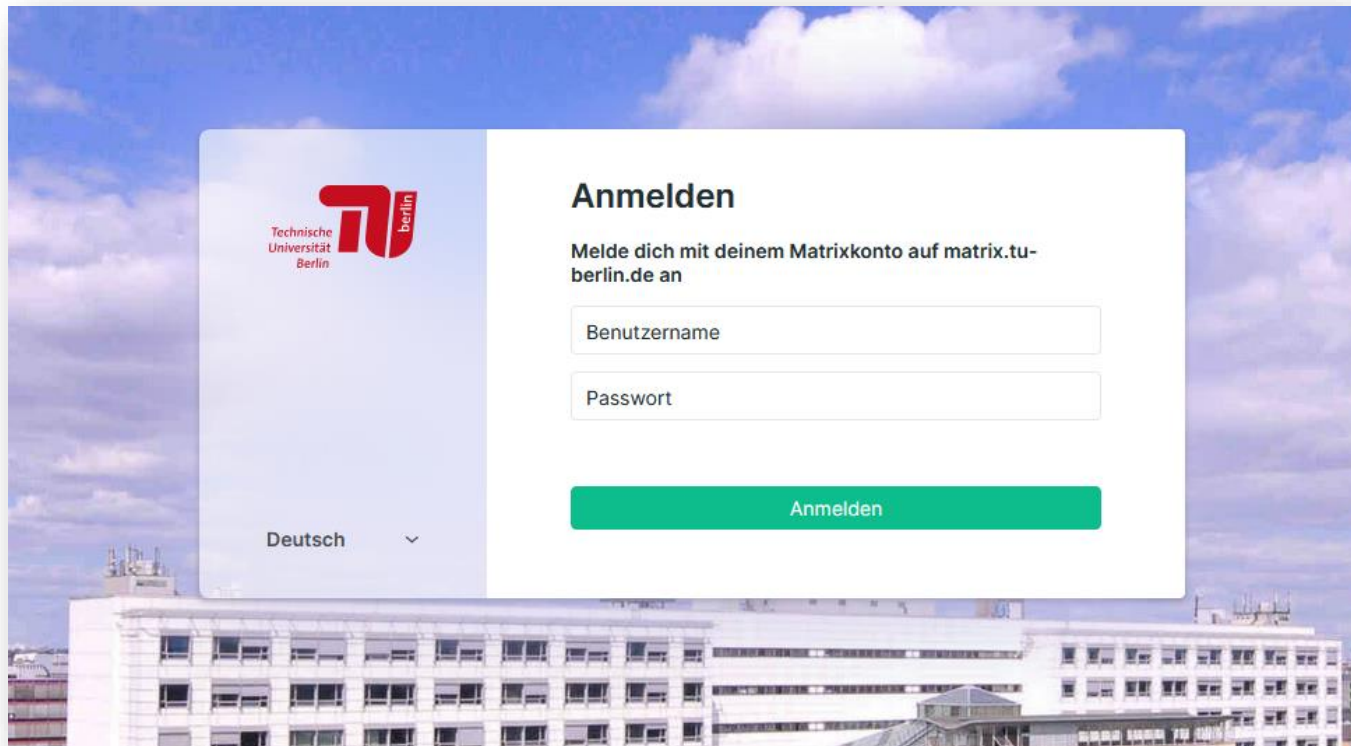 Technische
Universität
Berlin
berlin
Anmelden
Melde dich mit deinem Matrixkonto auf matrix.tu-
berlin.de an
Benutzername
Passwort
Anmelden
Deutsch